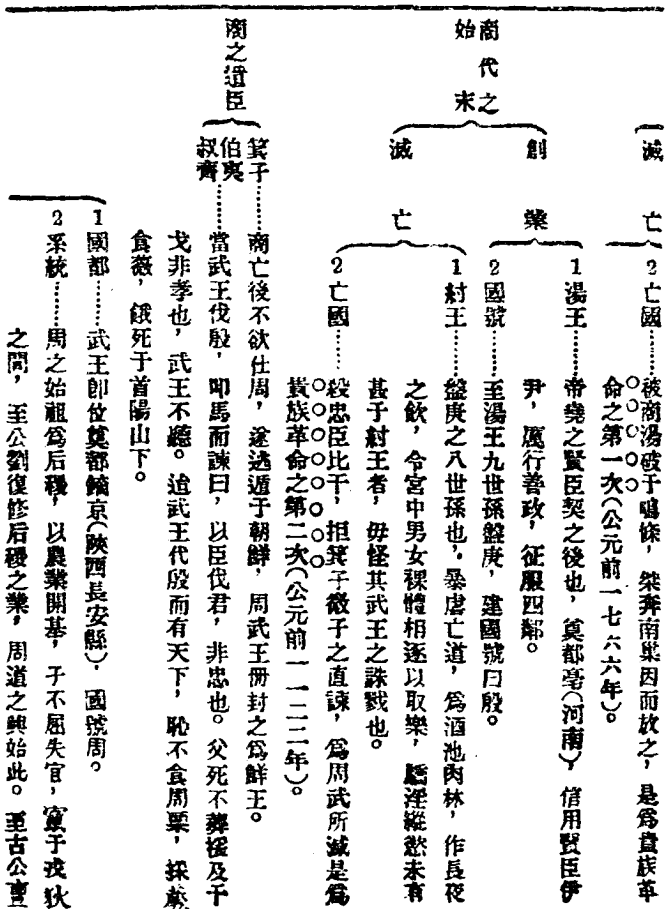 滅亡
2亡國……被商湯破于鳴條，桀奔南巢因而放之，是爲貴族革
命之第一次（公元前一七六六年）。
商代之
始末
創業
1湯王……帝堯之賢臣契之後也，奠都亳（河南），信用賢臣伊
尹，厲行善政，征服四鄰。
2國號……至湯王九世孫盤庚，建國號曰殷。
滅亡
1紂王……盤庚之八世孫也，暴虐亡道，爲酒池肉林，作長夜
之飲，令宮中男女裸體相逐以取樂，驕淫縱慾未有
甚于紂王者，毋怪其武王之誅戮也。
2亡國……殺忠臣比干，拒箕子微子之直諫，爲周武所滅是爲
貴族革命之第二次（公元前一一二二年）。
商之遺臣
箕子……商亡後不欲仕周，遂逃遁于朝鮮，周武王册封之爲鮮王。
伯夷
叔齊
……當武王伐殷，叩馬而諫曰，以臣伐君，非忠也。父死不葬援及干
戈非孝也，武王不聽。迨武王代殷而有天下，恥不食周粟，採蕨
食薇，餓死于首陽山下。
1國都……武王卽位奠都鎬京（陝西長安縣），國號周。
2系統……周之始祖爲后稷，以農業開基，子不屈失官，竄于戎狄
之間，至公劉復修后稷之業，周道之興始此。至古公亶